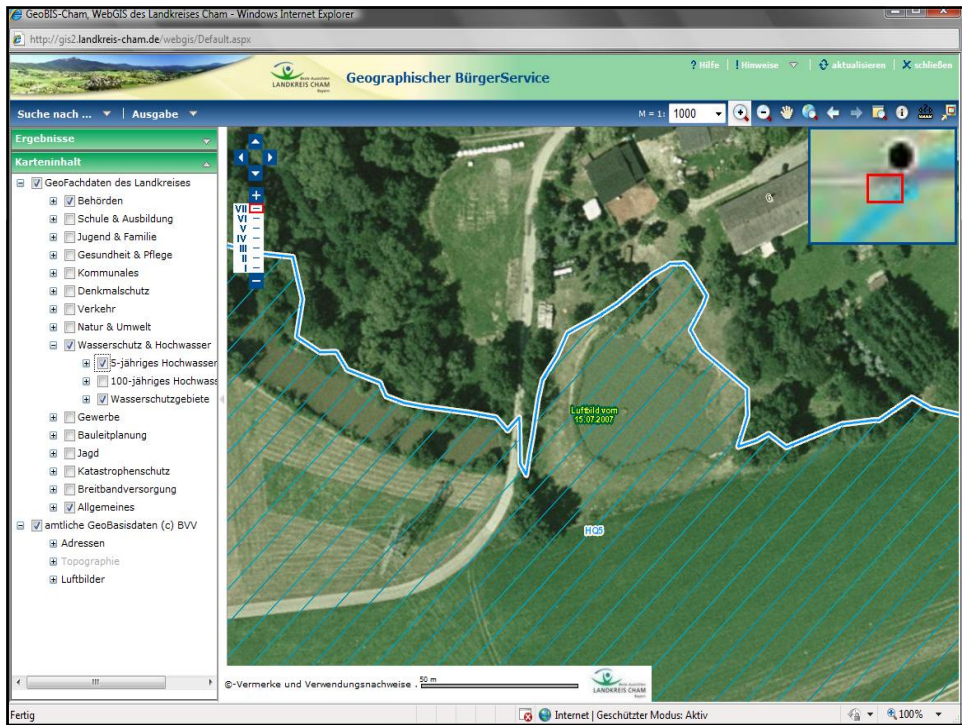 GeoBIS-Cham, WebGIS des Landkreises Cham - Windows Internet Explorer
http://gis2.landkreis-cham.de/webgis/Default.aspx
LANDKREIS CHAM
Bayern
Geographischer BürgerService
? Hilfe | ! Hinweise | aktualisieren | X schließen
Suche nach ... | Ausgabe
M = 1: 1000
Ergebnisse
Karteninhalt
GeoFachdaten des Landkreises
Behörden
Schule & Ausbildung
Jugend & Familie
Gesundheit & Pflege
Kommunales
Denkmalschutz
Verkehr
Natur & Umwelt
Wasserschutz & Hochwasser
5-jähriges Hochwasser
100-jähriges Hochwass
Wasserschutzgebiete
Gewerbe
Bauleitplanung
Jagd
Katastrophenschutz
Breitbandversorgung
Allgemeines
amtliche GeoBasisdaten (c) BVV
Adressen
Topographie
Luftbilder
VII
VI
V
IV
III
II
I
Luftbild vom
15.07.2007
HQ5
©-Vermerke und Verwendungsnachweise .
50 m
LANDKREIS CHAM
Bayern
Fertig
Internet | Geschützter Modus: Aktiv
100%